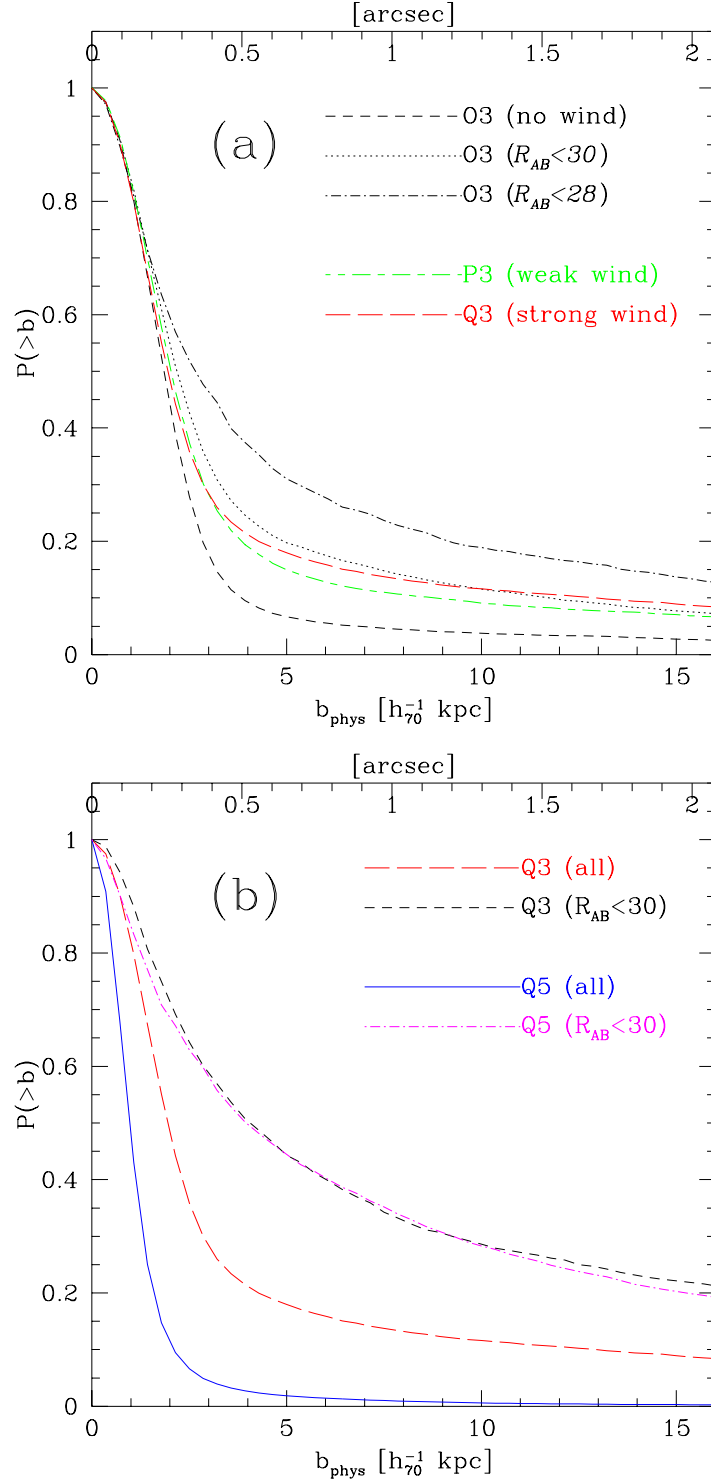 [arcsec]
0 0.5 1 1.5 2
1
0.8
0.6
0.4
0.2
0
P(>b)
(a)
O3 (no wind)
O3 (R_AB<30)
O3 (R_AB<28)
P3 (weak wind)
Q3 (strong wind)
0 5 10 15
b_phys [h_70^-1 kpc]
[arcsec]
0 0.5 1 1.5 2
1
0.8
0.6
0.4
0.2
0
P(>b)
(b)
Q3 (all)
Q3 (R_AB<30)
Q5 (all)
Q5 (R_AB<30)
0 5 10 15
b_phys [h_70^-1 kpc]